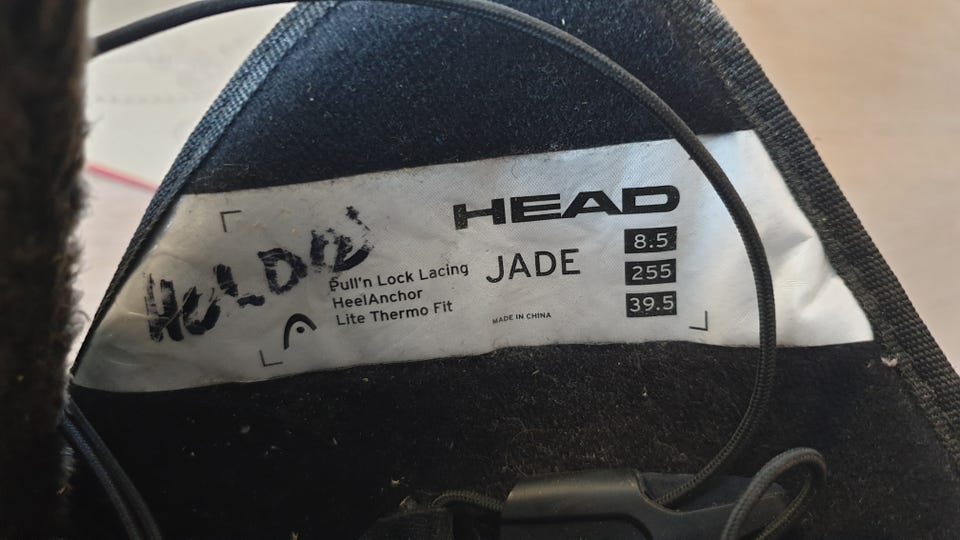 HEAD
8.5
JADE
255
39.5
Pull'n Lock Lacing
HeelAnchor
Lite Thermo Fit
MADE IN CHINA